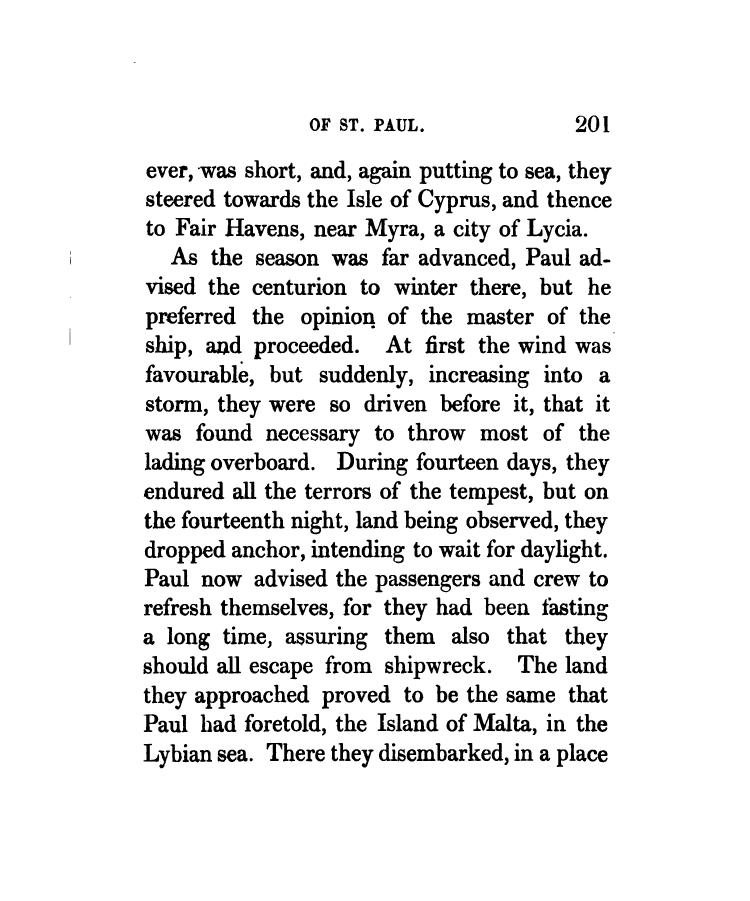 OF ST. PAUL. 201
ever, was short, and, again putting to sea, they
steered towards the Isle of Cyprus, and thence
to Fair Havens, near Myra, a city of Lycia.
As the season was far advanced, Paul ad-
vised the centurion to winter there, but he
preferred the opinion of the master of the
ship, and proceeded. At first the wind was
favourable, but suddenly, increasing into a
storm, they were so driven before it, that it
was found necessary to throw most of the
lading overboard. During fourteen days, they
endured all the terrors of the tempest, but on
the fourteenth night, land being observed, they
dropped anchor, intending to wait for daylight.
Paul now advised the passengers and crew to
refresh themselves, for they had been fasting
a long time, assuring them also that they
should all escape from shipwreck. The land
they approached proved to be the same that
Paul had foretold, the Island of Malta, in the
Lybian sea. There they disembarked, in a place